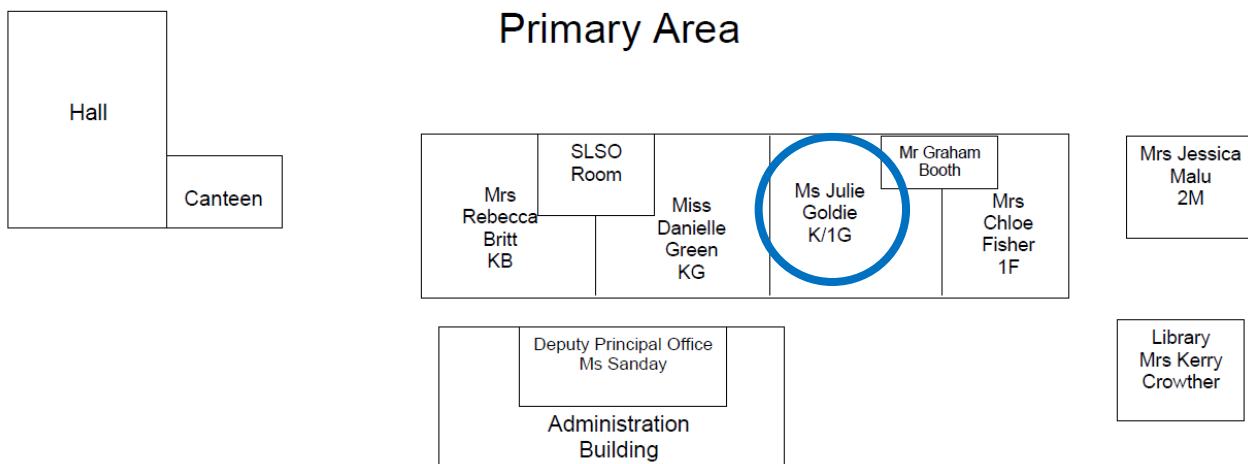 Primary Area
Hall
Canteen
Mrs
Rebecca
Britt
KB
SLSO
Room
Miss
Danielle
Green
KG
Ms Julie
Goldie
K/1G
Mr Graham
Booth
Mrs
Chloe
Fisher
1F
Mrs Jessica
Malu
2M
Deputy Principal Office
Ms Sanday
Administration
Building
Library
Mrs Kerry
Crowther